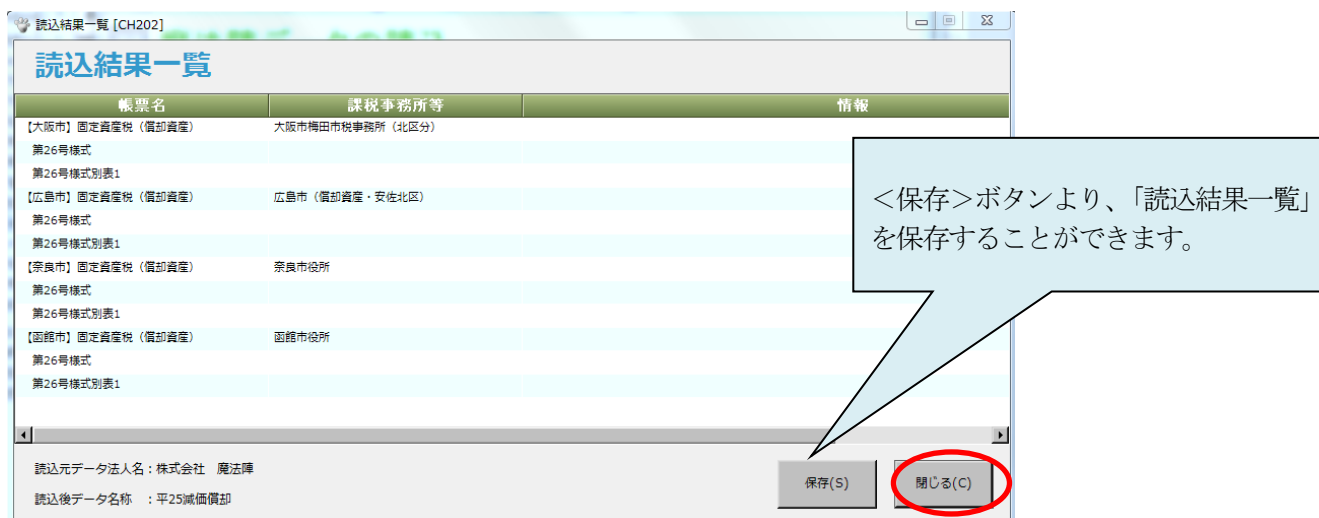 読込結果一覧 [CH202]
読込結果一覧
帳票名 課税事務所等 情報
【大阪市】固定資産税（償却資産） 大阪市梅田市税事務所（北区分）
第26号様式
第26号様式別表1
【広島市】固定資産税（償却資産） 広島市（償却資産・安佐北区）
第26号様式
第26号様式別表1
【奈良市】固定資産税（償却資産） 奈良市役所
第26号様式
第26号様式別表1
【函館市】固定資産税（償却資産） 函館市役所
第26号様式
第26号様式別表1
＜保存＞ボタンより、「読込結果一覧」
を保存することができます。
読込元データ法人名：株式会社　魔法陣
読込後データ名称　：平25減価償却
保存(S) 閉じる(C)